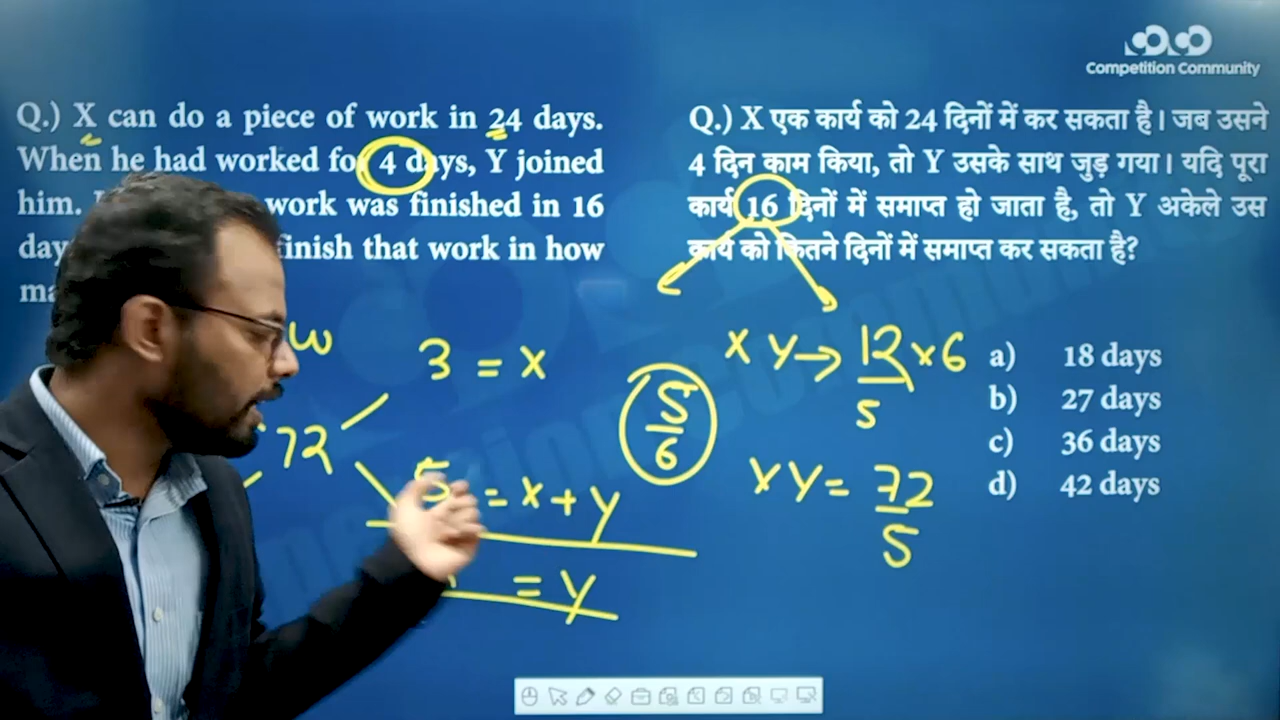 Competition Community
Q.) X can do a piece of work in 24 days.
When he had worked for 4 days, Y joined
him. work was finished in 16
day finish that work in how
ma
Q.) X एक कार्य को 24 दिनों में कर सकता है। जब उसने
4 दिन काम किया, तो Y उसके साथ जुड़ गया। यदि पूरा
कार्य 16 दिनों में समाप्त हो जाता है, तो Y अकेले उस
कार्य को कितने दिनों में समाप्त कर सकता है?
a) 18 days
b) 27 days
c) 36 days
d) 42 days
w
3 = X
72
5 = X + Y
= Y
5/6
X Y → 12/5 × 6
X Y = 72/5